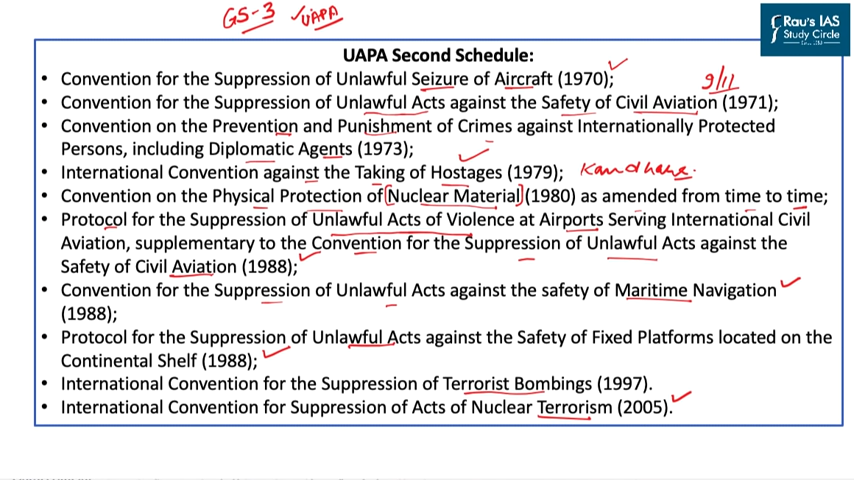 GS-3 ✓UAPA
Rau's IAS
Study Circle
UAPA Second Schedule:
• Convention for the Suppression of Unlawful Seizure of Aircraft (1970);
9/11
• Convention for the Suppression of Unlawful Acts against the Safety of Civil Aviation (1971);
• Convention on the Prevention and Punishment of Crimes against Internationally Protected
Persons, including Diplomatic Agents (1973);
• International Convention against the Taking of Hostages (1979); Kandhahar.
• Convention on the Physical Protection of [Nuclear Material] (1980) as amended from time to time;
• Protocol for the Suppression of Unlawful Acts of Violence at Airports Serving International Civil
Aviation, supplementary to the Convention for the Suppression of Unlawful Acts against the
Safety of Civil Aviation (1988);
• Convention for the Suppression of Unlawful Acts against the safety of Maritime Navigation
(1988);
• Protocol for the Suppression of Unlawful Acts against the Safety of Fixed Platforms located on the
Continental Shelf (1988);
• International Convention for the Suppression of Terrorist Bombings (1997).
• International Convention for Suppression of Acts of Nuclear Terrorism (2005).